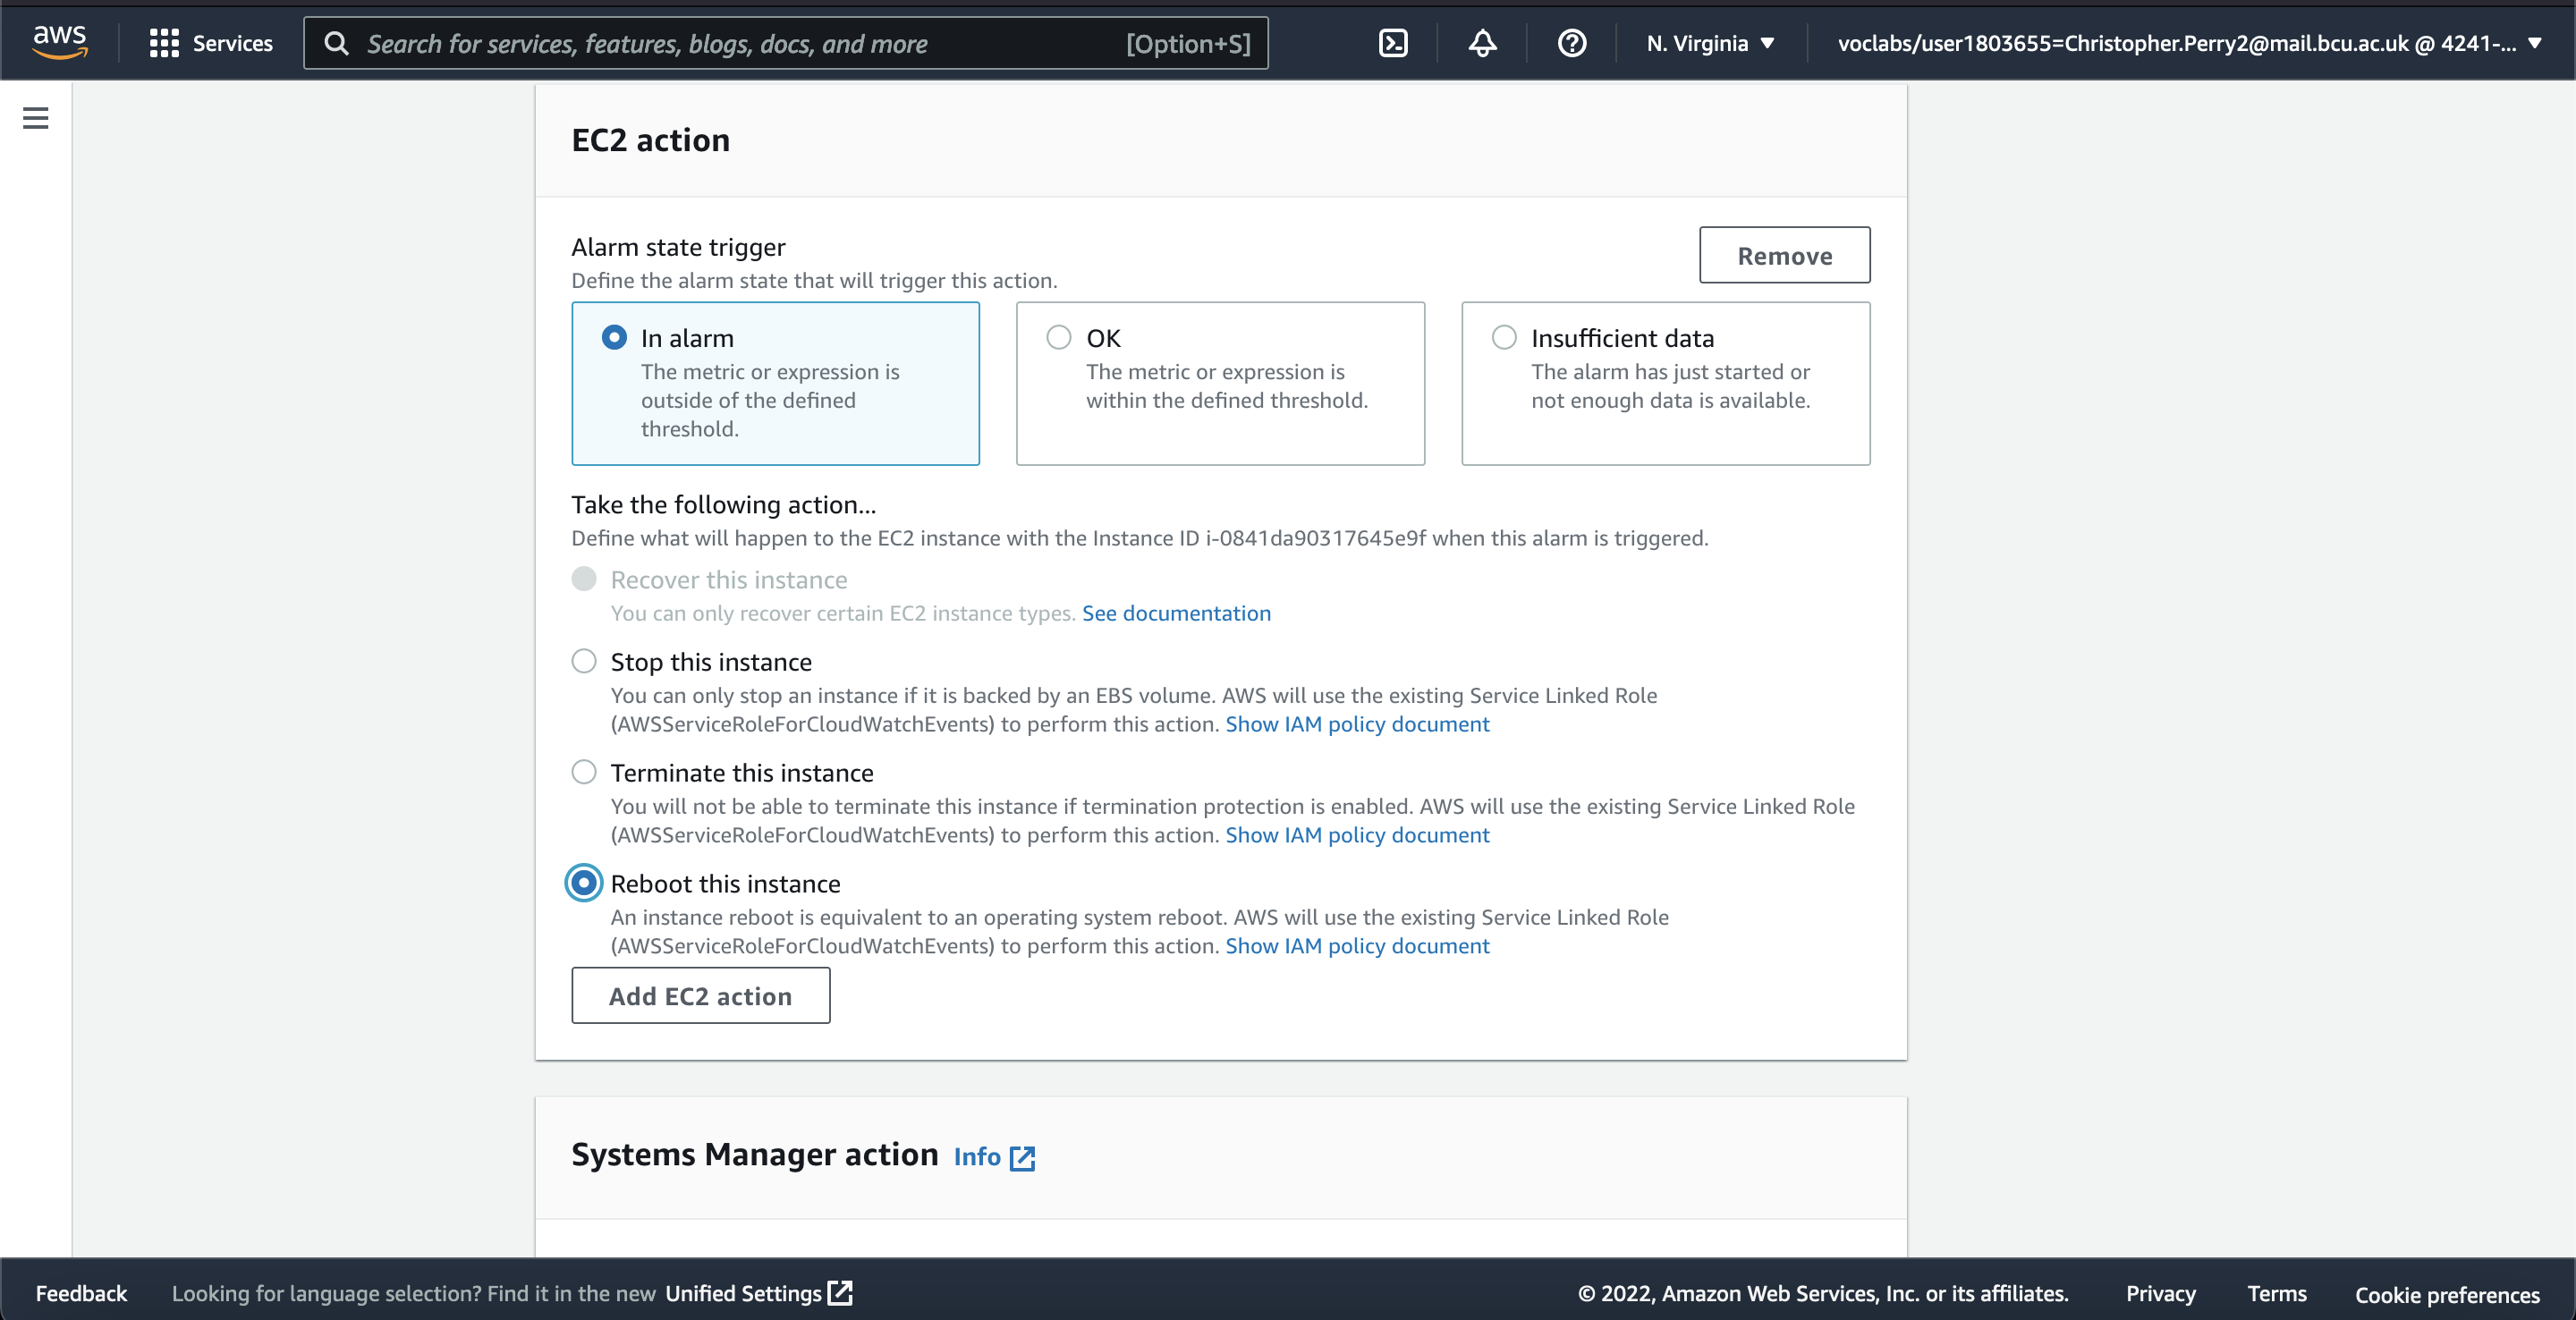 aws
Services
Search for services, features, blogs, docs, and more
[Option+S]
N. Virginia
voclabs/user1803655=Christopher.Perry2@mail.bcu.ac.uk @ 4241-...
EC2 action
Alarm state trigger
Define the alarm state that will trigger this action.
Remove
In alarm
The metric or expression is
outside of the defined
threshold.
OK
The metric or expression is
within the defined threshold.
Insufficient data
The alarm has just started or
not enough data is available.
Take the following action...
Define what will happen to the EC2 instance with the Instance ID i-0841da90317645e9f when this alarm is triggered.
Recover this instance
You can only recover certain EC2 instance types. See documentation
Stop this instance
You can only stop an instance if it is backed by an EBS volume. AWS will use the existing Service Linked Role
(AWSServiceRoleForCloudWatchEvents) to perform this action. Show IAM policy document
Terminate this instance
You will not be able to terminate this instance if termination protection is enabled. AWS will use the existing Service Linked Role
(AWSServiceRoleForCloudWatchEvents) to perform this action. Show IAM policy document
Reboot this instance
An instance reboot is equivalent to an operating system reboot. AWS will use the existing Service Linked Role
(AWSServiceRoleForCloudWatchEvents) to perform this action. Show IAM policy document
Add EC2 action
Systems Manager action Info
Feedback
Looking for language selection? Find it in the new Unified Settings
© 2022, Amazon Web Services, Inc. or its affiliates.
Privacy
Terms
Cookie preferences